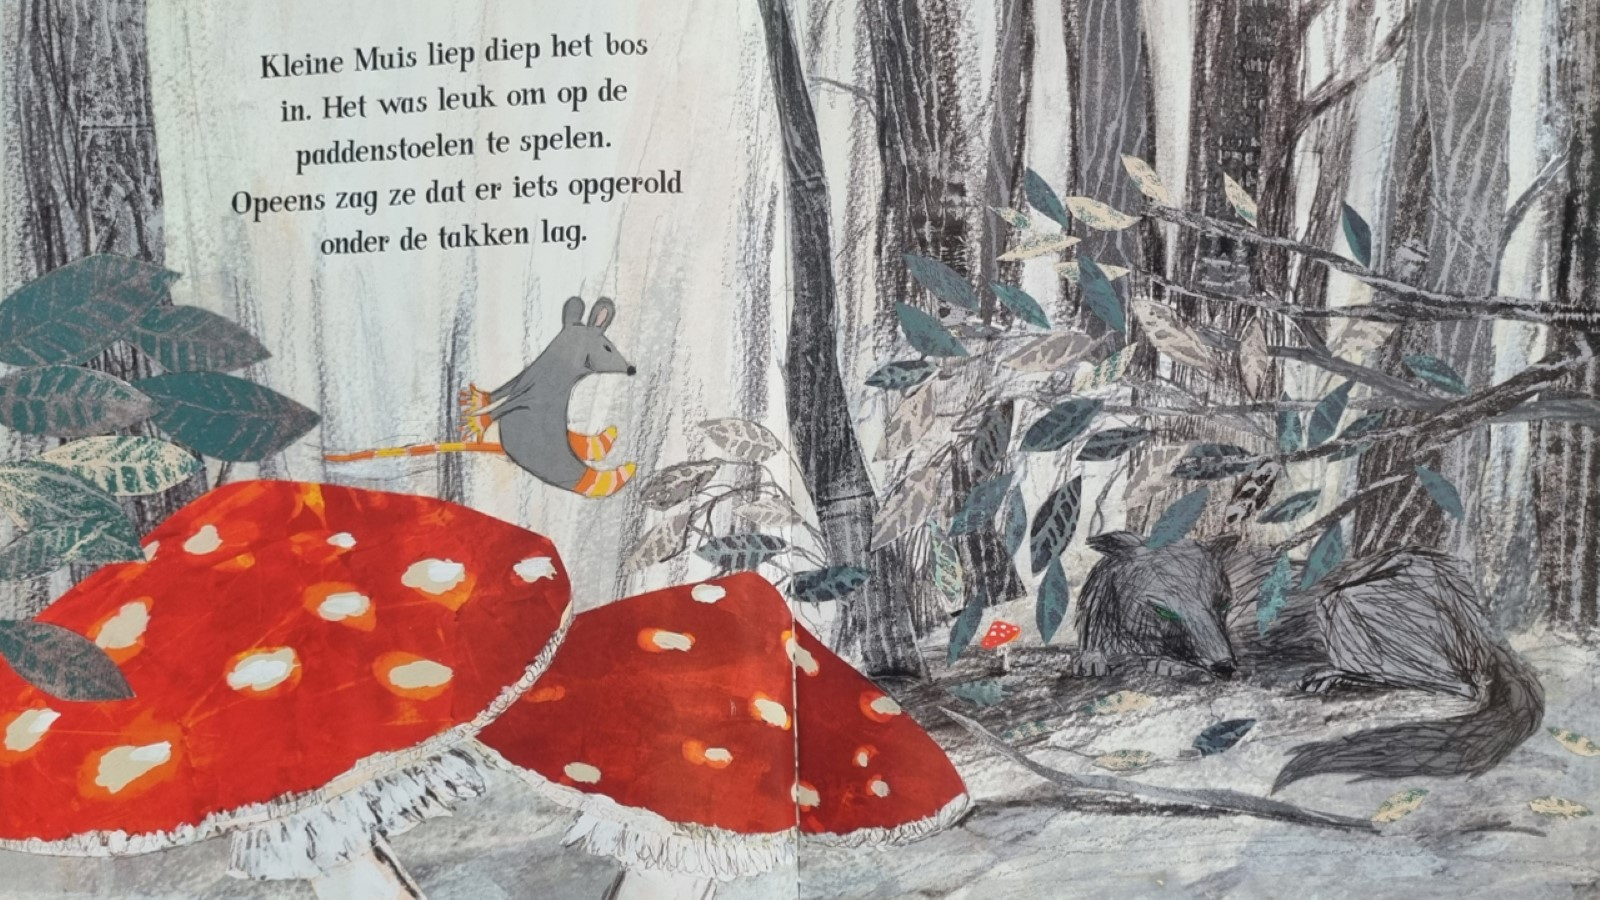 Kleine Muis liep diep het bos
in. Het was leuk om op de
paddenstoelen te spelen.
Opeens zag ze dat er iets opgerold
onder de takken lag.